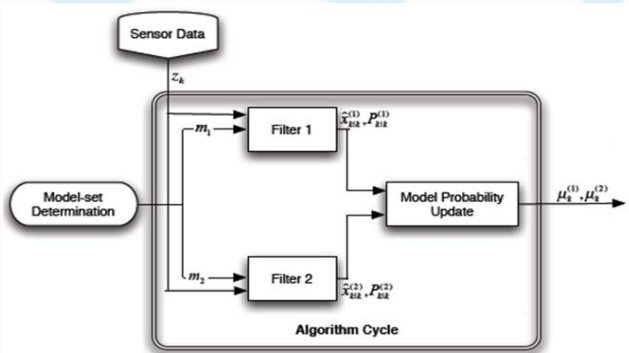 Sensor Data
z_k
m_1
Filter 1
x̂_{k|k}^{(1)}, P_{k|k}^{(1)}
Model-set
Determination
Model Probability
Update
μ_k^{(1)}, μ_k^{(2)}
m_2
Filter 2
x̂_{k|k}^{(2)}, P_{k|k}^{(2)}
Algorithm Cycle